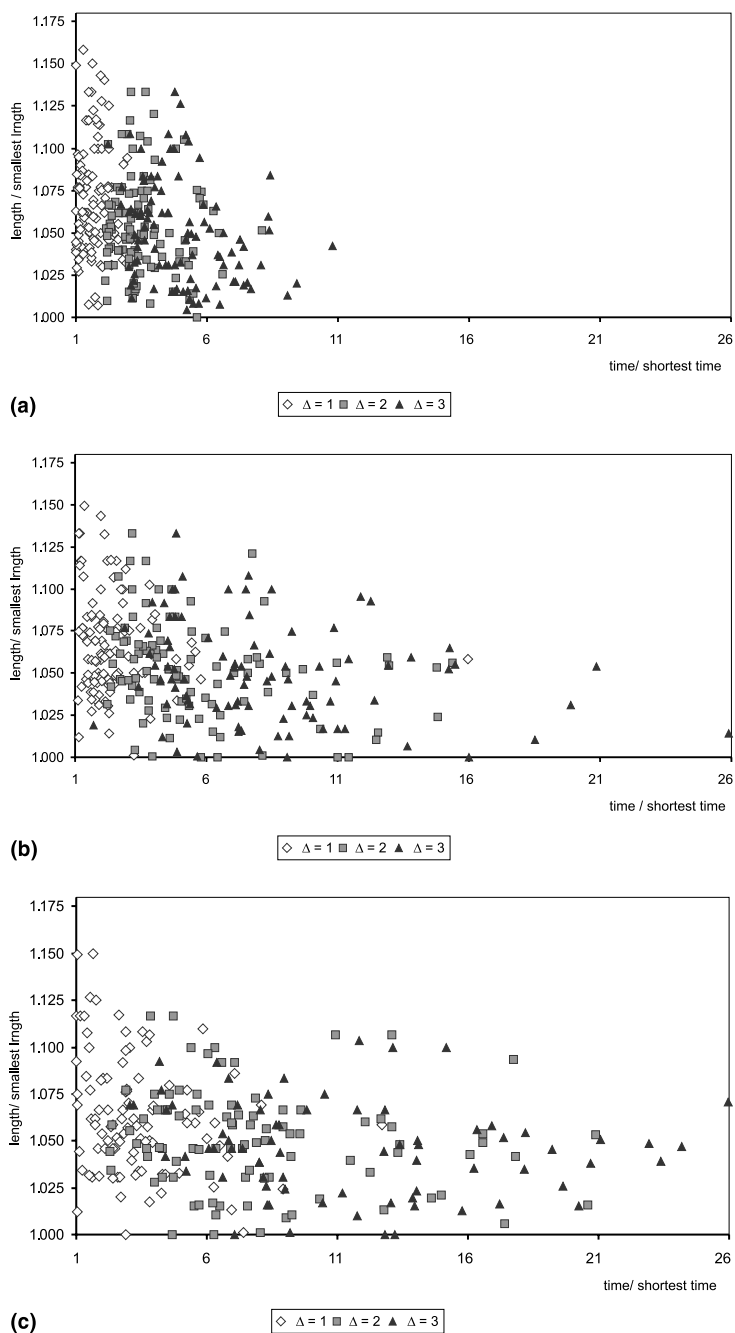 1.175
1.150
1.125
1.100
1.075
1.050
1.025
1.000
length / smallest lrngth
1 6 11 16 21 26
time/ shortest time
(a)
Δ = 1 Δ = 2 Δ = 3
1.175
1.150
1.125
1.100
1.075
1.050
1.025
1.000
length/ smallest lrngth
1 6 11 16 21 26
time / shortest time
(b)
Δ = 1 Δ = 2 Δ = 3
1.175
1.150
1.125
1.100
1.075
1.050
1.025
1.000
length/ smallest lrngth
1 6 11 16 21 26
time/ shortest time
(c)
Δ = 1 Δ = 2 Δ = 3